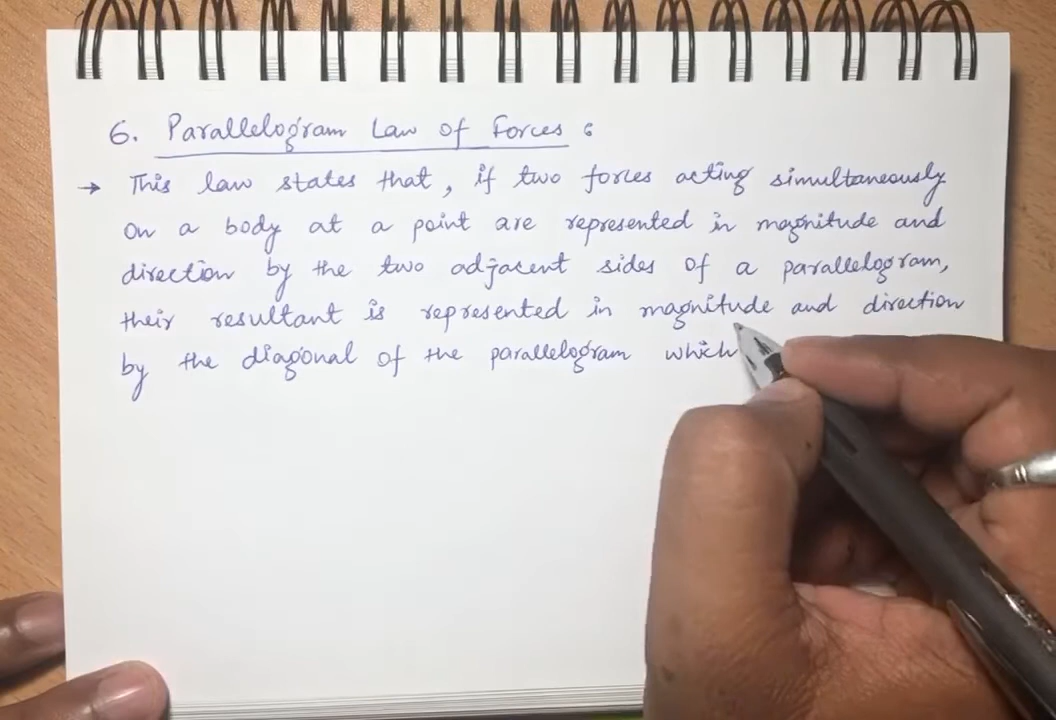 6. Parallelogram Law of Forces :
→ This law states that, if two forces acting simultaneously
on a body at a point are represented in magnitude and
direction by the two adjacent sides of a parallelogram,
their resultant is represented in magnitude and direction
by the diagonal of the parallelogram which